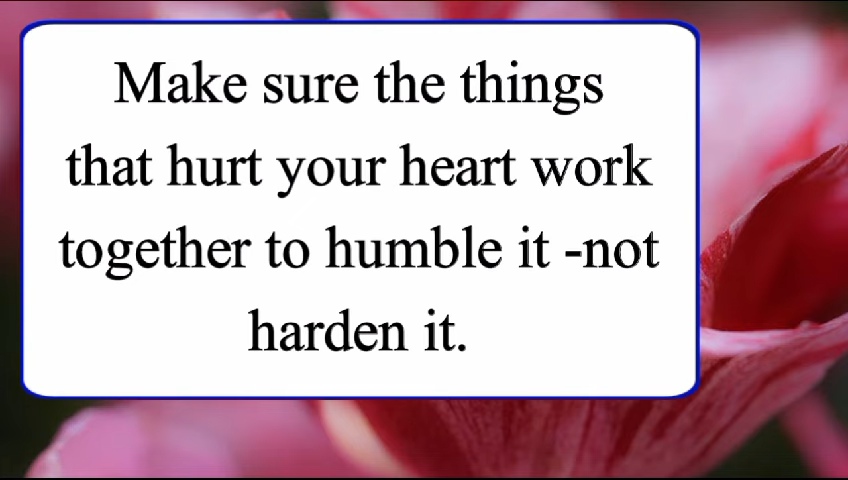 Make sure the things
that hurt your heart work
together to humble it -not
harden it.